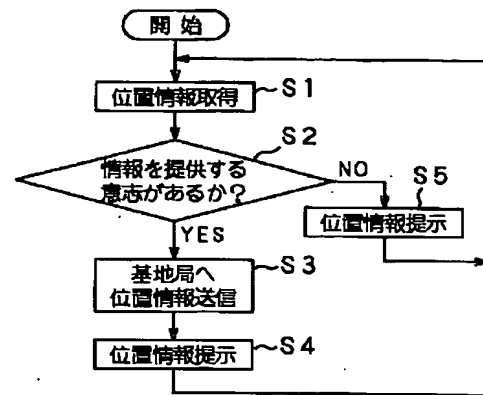 開始
位置情報取得
S1
S2
情報を提供する
意志があるか?
NO
S5
位置情報提示
YES
基地局へ
位置情報送信
S3
位置情報提示
S4